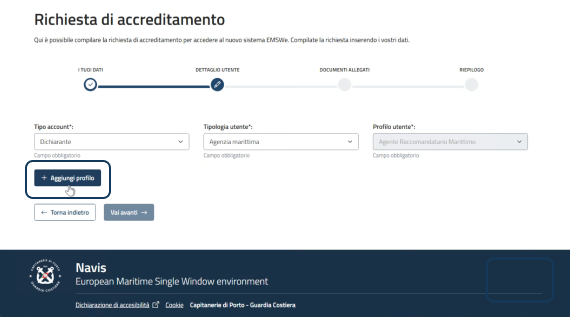 Richiesta di accreditamento
Qui è possibile compilare la richiesta di accreditamento per accedere al nuovo sistema EMSWe. Compilate la richiesta inserendo i vostri dati.
I TUOI DATI DETTAGLIO UTENTE DOCUMENTI ALLEGATI RIEPILOGO
Tipo account*: Tipologia utente*: Profilo utente*:
Dichiarante Agenzia marittima Agente Raccomandatario Marittimo
Campo obbligatorio Campo obbligatorio Campo obbligatorio
+ Aggiungi profilo
← Torna indietro Vai avanti →
Navis
European Maritime Single Window environment
Dichiarazione di accesibilità Cookie Capitanerie di Porto - Guardia Costiera